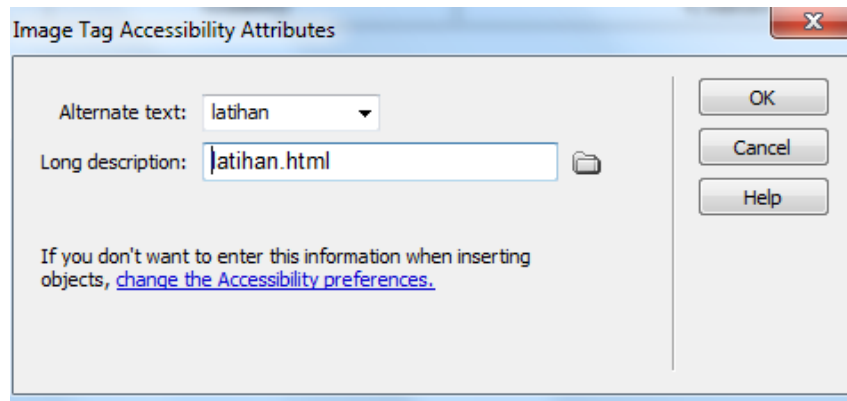 Image Tag Accessibility Attributes
Alternate text: latihan
OK
Long description: latihan.html
Cancel
Help
If you don't want to enter this information when inserting
objects, change the Accessibility preferences.